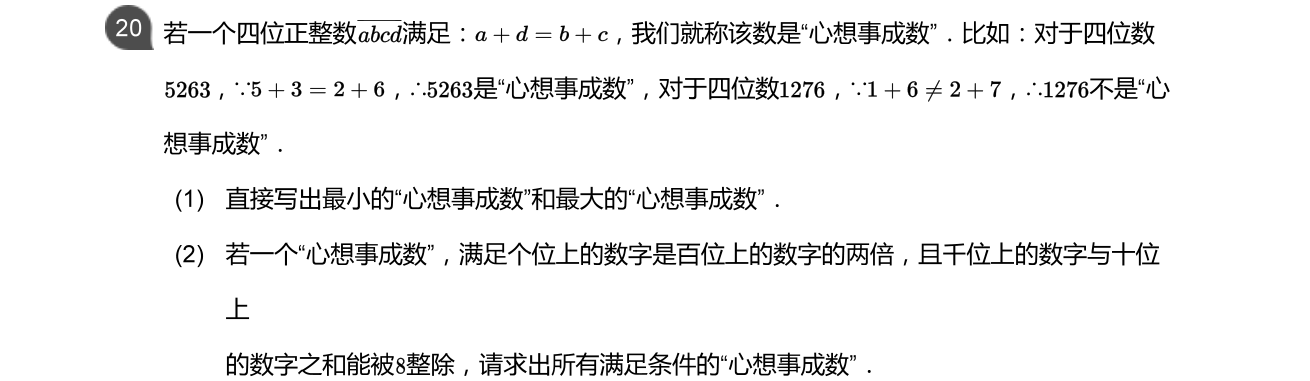 20 若一个四位正整数abcd满足：a + d = b + c，我们就称该数是“心想事成数”．比如：对于四位数
5263，∵5 + 3 = 2 + 6，∴5263是“心想事成数”，对于四位数1276，∵1 + 6 ≠ 2 + 7，∴1276不是“心
想事成数”．
(1) 直接写出最小的“心想事成数”和最大的“心想事成数”．
(2) 若一个“心想事成数”，满足个位上的数字是百位上的数字的两倍，且千位上的数字与十位
上
的数字之和能被8整除，请求出所有满足条件的“心想事成数”．